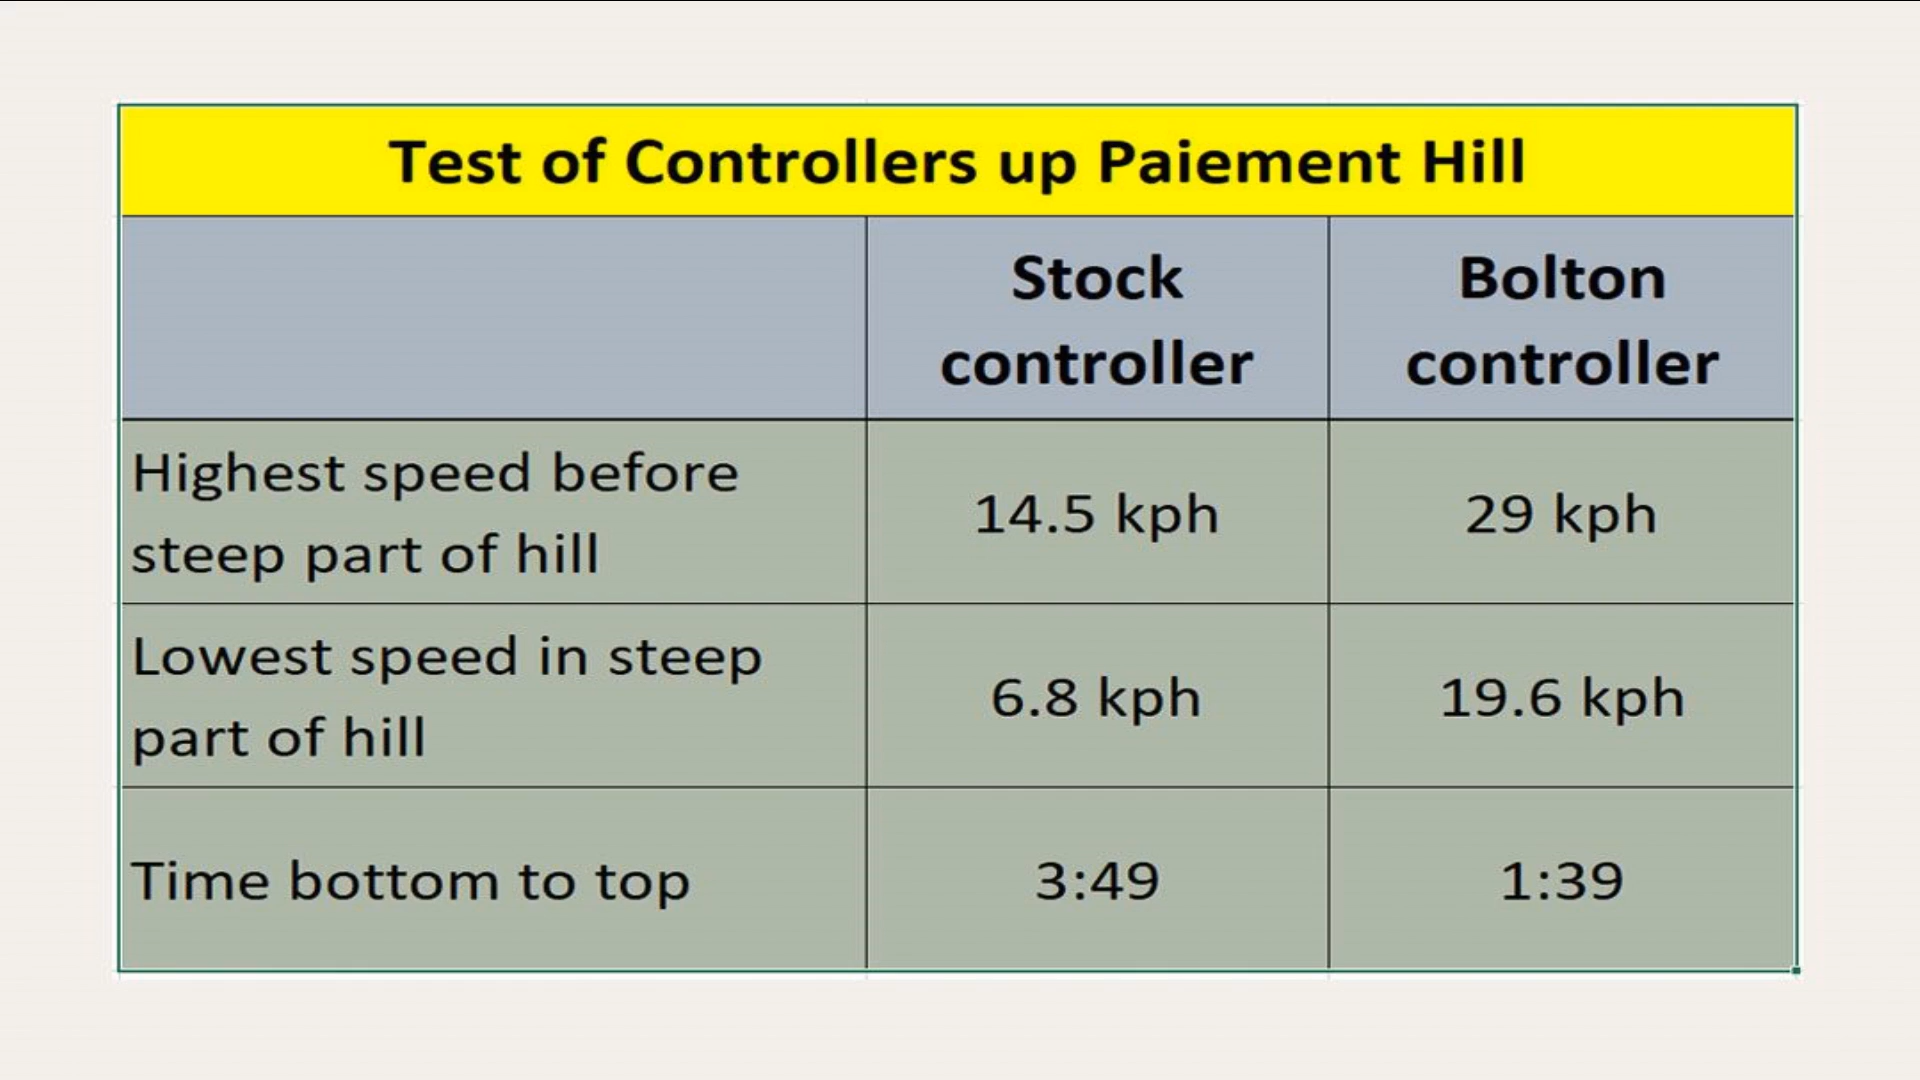 Test of Controllers up Paiement Hill
Stock controller
Bolton controller
Highest speed before
steep part of hill
14.5 kph
29 kph
Lowest speed in steep
part of hill
6.8 kph
19.6 kph
Time bottom to top
3:49
1:39